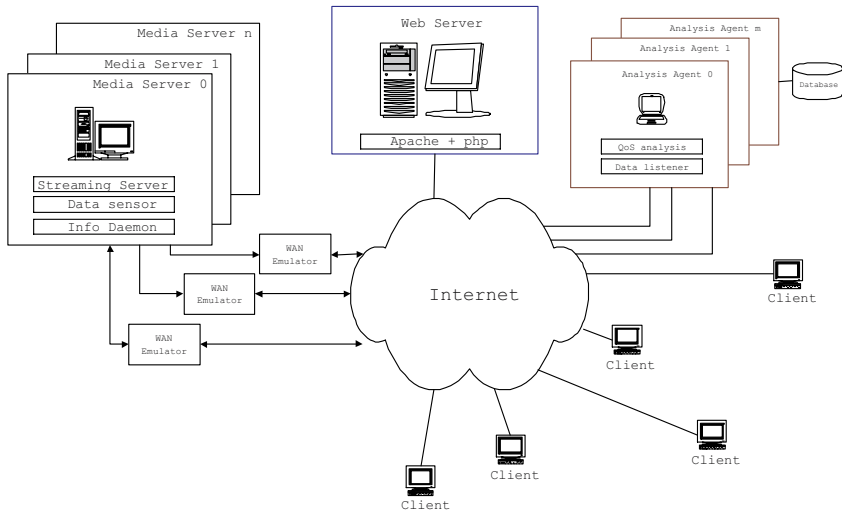 Media Server n
Media Server 1
Media Server 0
Streaming Server
Data sensor
Info Daemon
Web Server
Apache + php
Analysis Agent m
Analysis Agent 1
Analysis Agent 0
QoS analysis
Data listener
Database
WAN
Emulator
WAN
Emulator
WAN
Emulator
Internet
Client
Client
Client
Client
Client